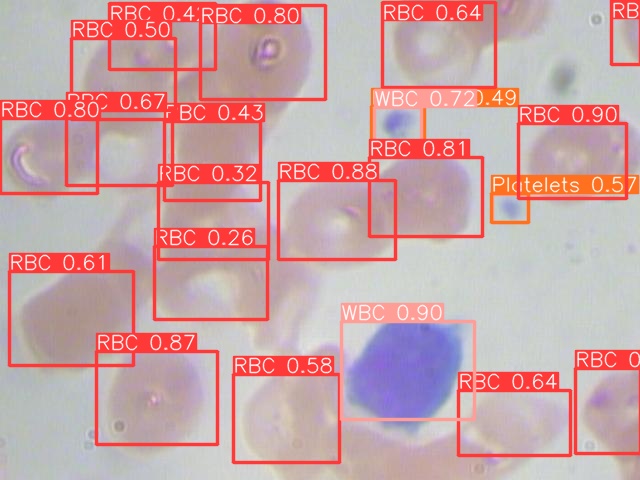 RBC 0.4
RBC 0.80
RBC 0.64
RB
RBC 0.50
WBC 0.72
0.49
RBC 0.80
RBC 0.67
RBC 0.43
RBC 0.90
RBC 0.81
RBC 0.32
RBC 0.88
Platelets 0.57
RBC 0.26
RBC 0.61
WBC 0.90
RBC 0.87
RBC 0.58
RBC 0.64
RBC 0